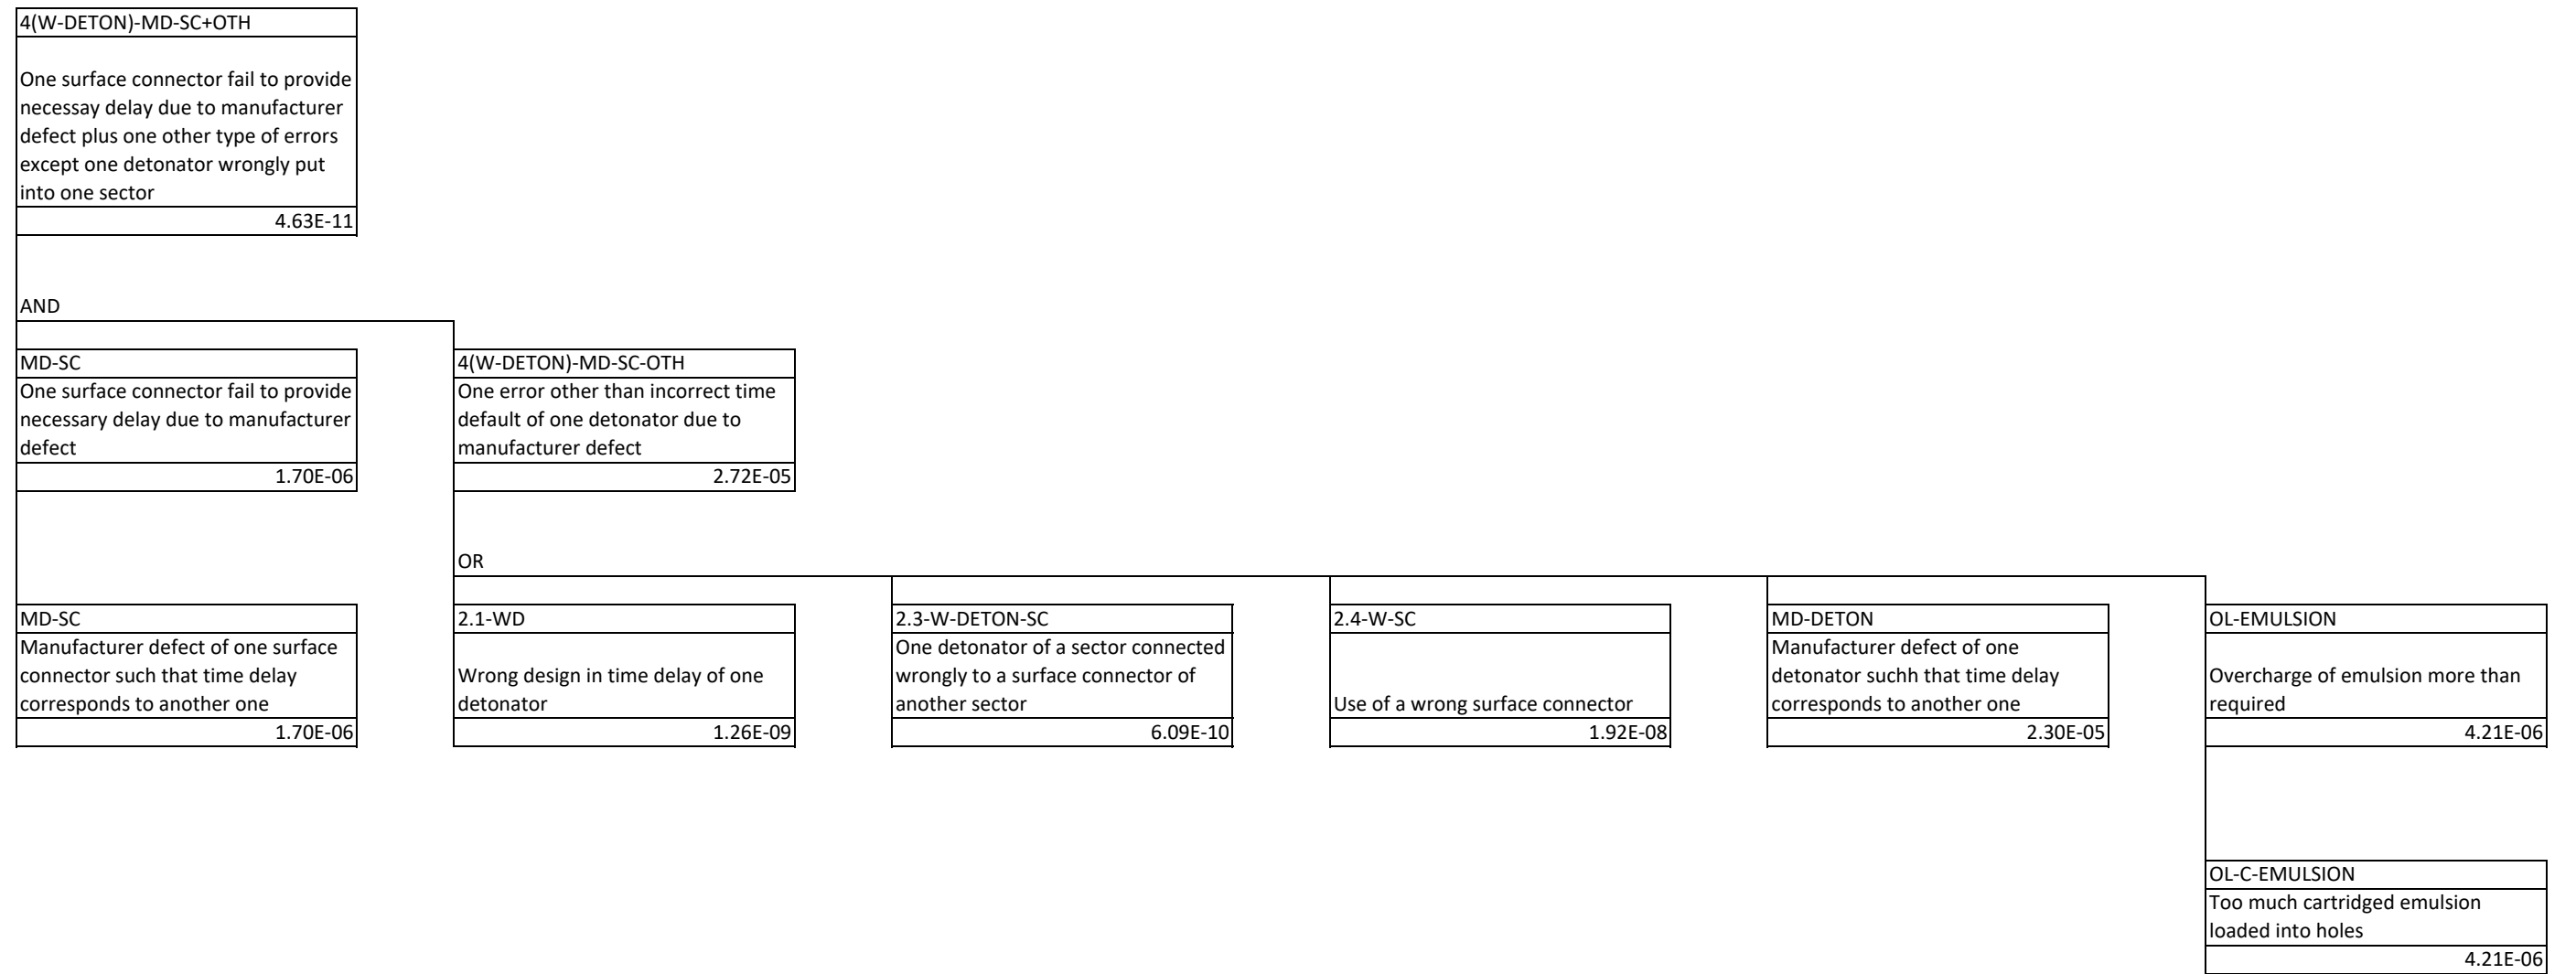 4(W-DETON)-MD-SC+OTH
One surface connector fail to provide
necessay delay due to manufacturer
defect plus one other type of errors
except one detonator wrongly put
into one sector
4.63E-11
AND
MD-SC
One surface connector fail to provide
necessary delay due to manufacturer
defect
1.70E-06
4(W-DETON)-MD-SC-OTH
One error other than incorrect time
default of one detonator due to
manufacturer defect
2.72E-05
OR
MD-SC
Manufacturer defect of one surface
connector such that time delay
corresponds to another one
1.70E-06
2.1-WD
Wrong design in time delay of one
detonator
1.26E-09
2.3-W-DETON-SC
One detonator of a sector connected
wrongly to a surface connector of
another sector
6.09E-10
2.4-W-SC
Use of a wrong surface connector
1.92E-08
MD-DETON
Manufacturer defect of one
detonator suchh that time delay
corresponds to another one
2.30E-05
OL-EMULSION
Overcharge of emulsion more than
required
4.21E-06
OL-C-EMULSION
Too much cartridged emulsion
loaded into holes
4.21E-06